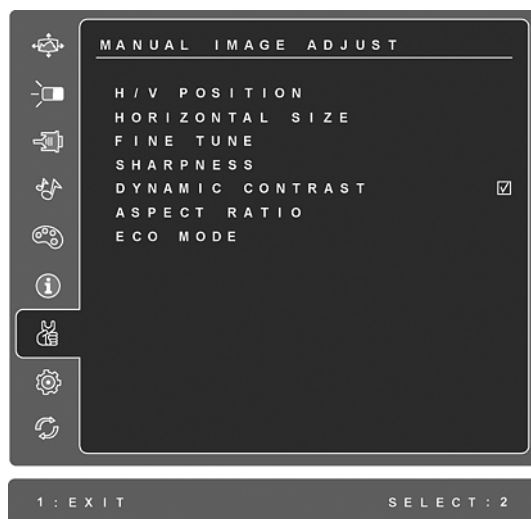 MANUAL IMAGE ADJUST
H/V POSITION
HORIZONTAL SIZE
FINE TUNE
SHARPNESS
DYNAMIC CONTRAST
ASPECT RATIO
ECO MODE
1:EXIT SELECT:2